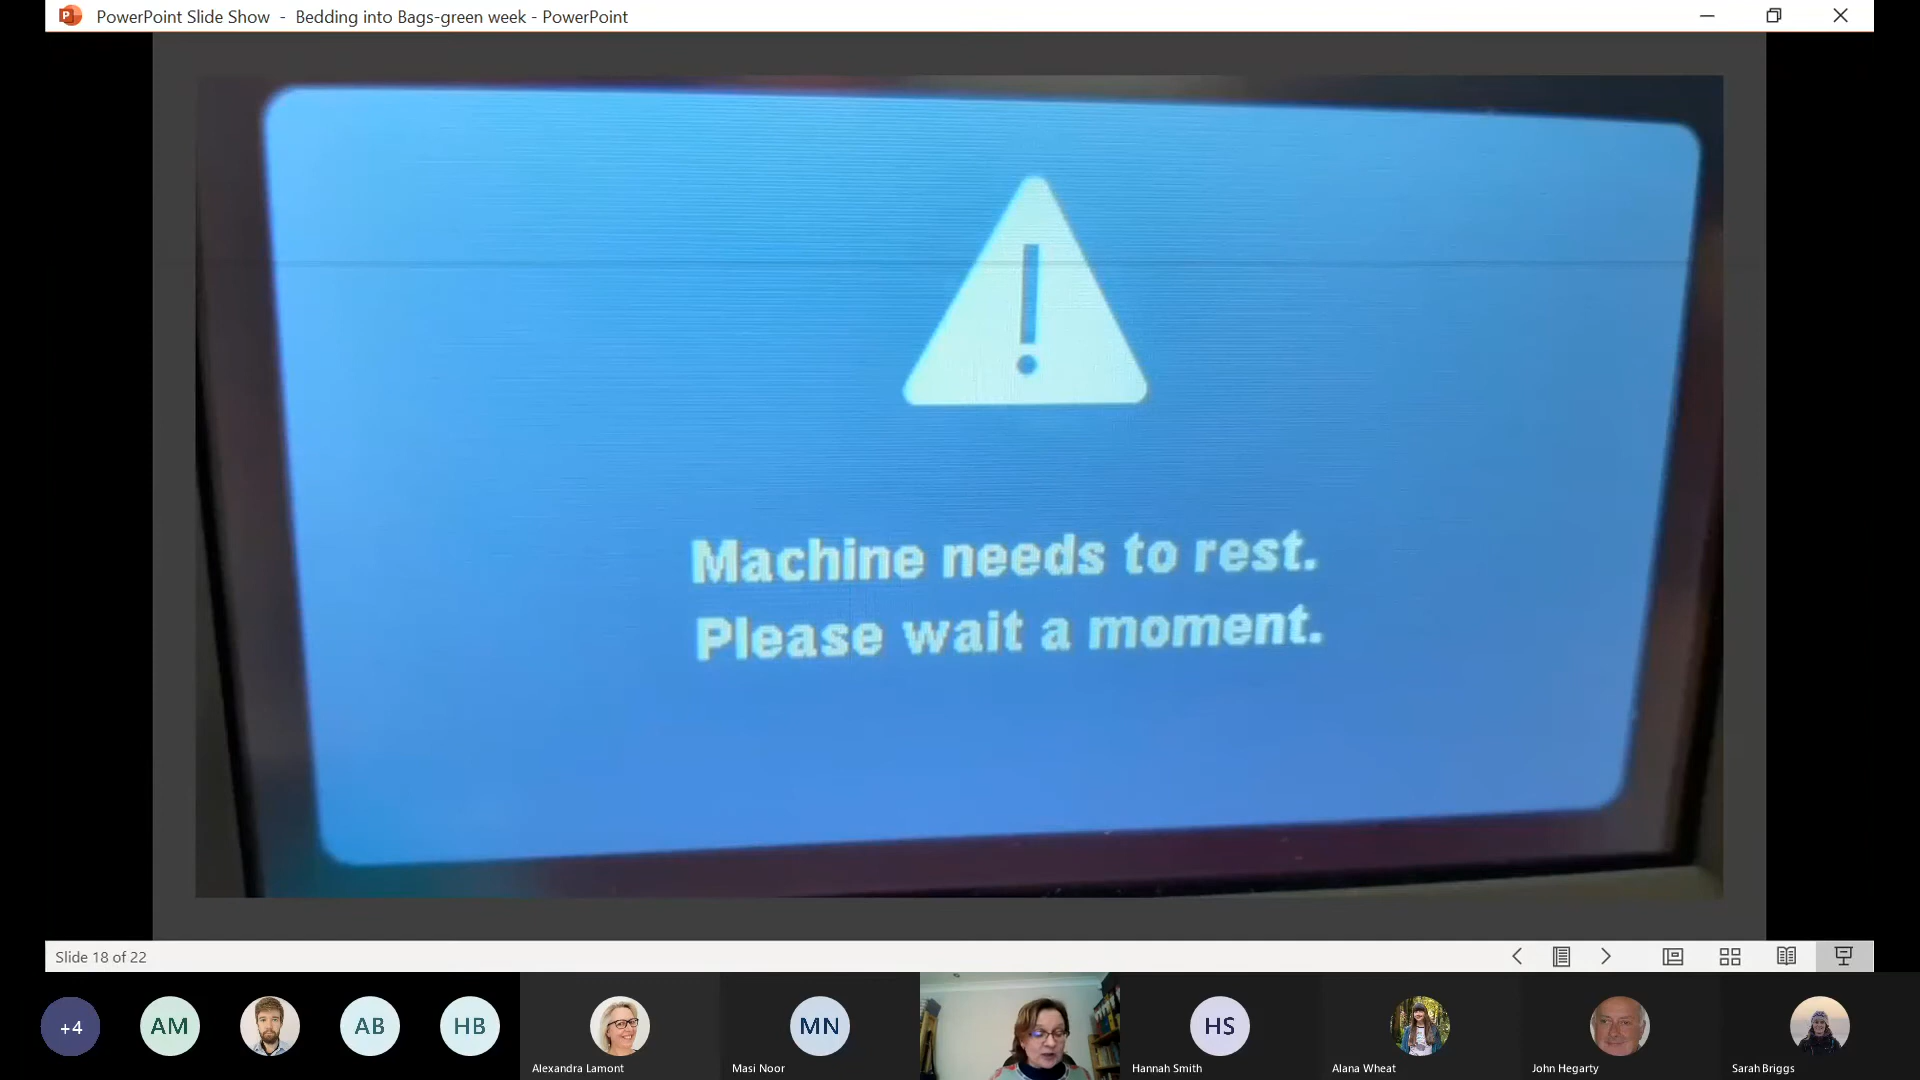 PowerPoint Slide Show - Bedding into Bags-green week - PowerPoint
!
Machine needs to rest.
Please wait a moment.
Slide 18 of 22
+4
AM
AB
HB
MN
HS
Alexandra Lamont
Masi Noor
Hannah Smith
Alana Wheat
John Hegarty
Sarah Briggs